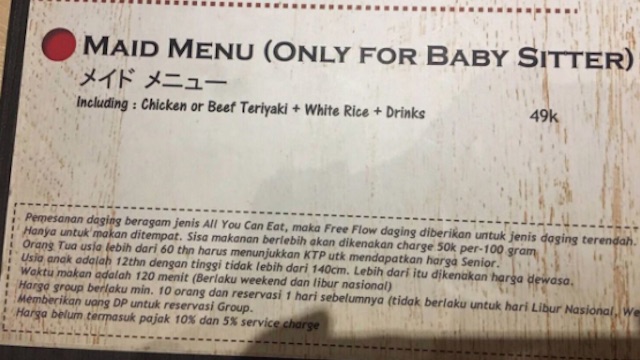 MAID MENU (ONLY FOR BABY SITTER)
メイド メニュー
Including : Chicken or Beef Teriyaki + White Rice + Drinks 49k
Pemesanan daging beragam jenis All You Can Eat, maka Free Flow daging diberikan untuk jenis daging terendah.
Hanya untuk makan ditempat. Sisa makanan berlebih akan dikenakan charge 50k per-100 gram
Orang Tua usia lebih dari 60 thn harus menunjukkan KTP utk mendapatkan harga Senior.
Usia anak adalah 12thn dengan tinggi tidak lebih dari 140cm. Lebih dari itu dikenakan harga dewasa.
Waktu makan adalah 120 menit (Berlaku weekend dan libur nasional)
Harga group berlaku min. 10 orang dan reservasi 1 hari sebelumnya (tidak berlaku untuk hari Libur Nasional,
Memberikan uang DP untuk reservasi Group.
Harga belum termasuk pajak 10% dan 5% service charge